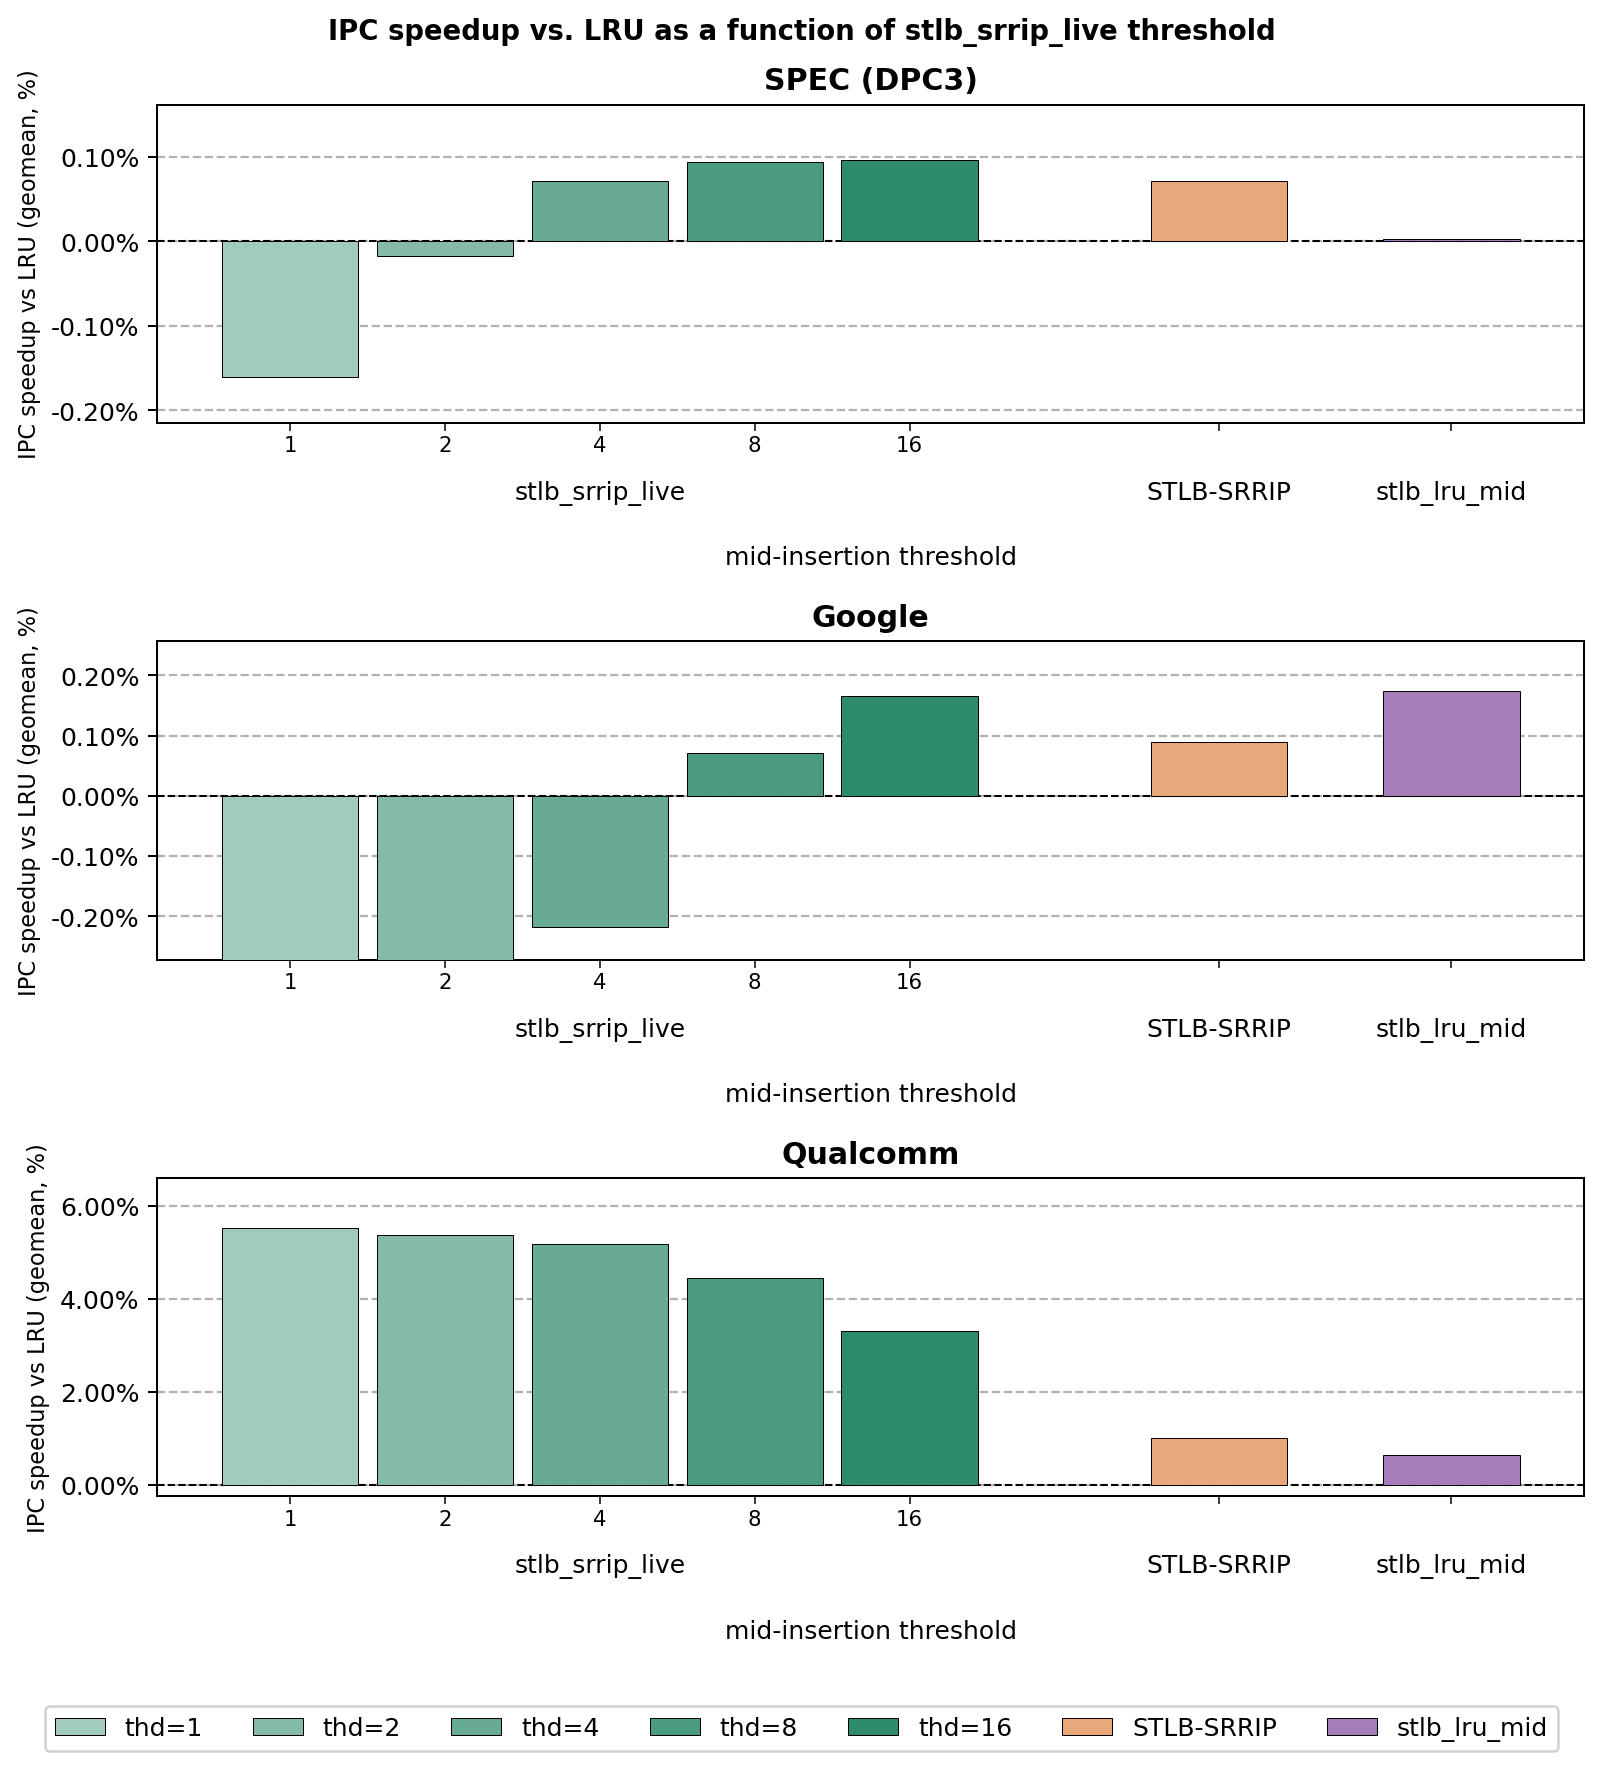 IPC speedup vs. LRU as a function of stlb_srrip_live threshold
SPEC (DPC3)
IPC speedup vs LRU (geomean, %)
0.10%
0.00%
-0.10%
-0.20%
1 2 4 8 16
stlb_srrip_live STLB-SRRIP stlb_lru_mid
mid-insertion threshold
Google
IPC speedup vs LRU (geomean, %)
0.20%
0.10%
0.00%
-0.10%
-0.20%
1 2 4 8 16
stlb_srrip_live STLB-SRRIP stlb_lru_mid
mid-insertion threshold
Qualcomm
IPC speedup vs LRU (geomean, %)
6.00%
4.00%
2.00%
0.00%
1 2 4 8 16
stlb_srrip_live STLB-SRRIP stlb_lru_mid
mid-insertion threshold
thd=1 thd=2 thd=4 thd=8 thd=16 STLB-SRRIP stlb_lru_mid